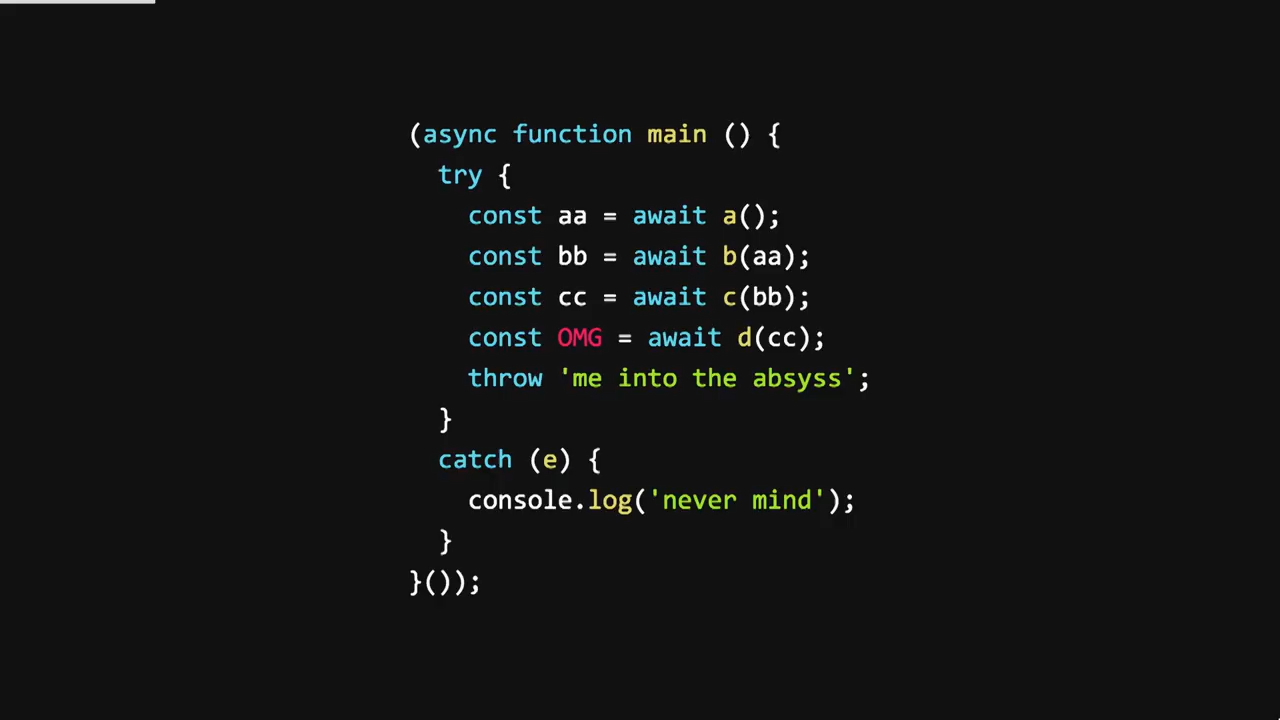 (async function main () {
try {
const aa = await a();
const bb = await b(aa);
const cc = await c(bb);
const OMG = await d(cc);
throw 'me into the absyss';
}
catch (e) {
console.log('never mind');
}
}());